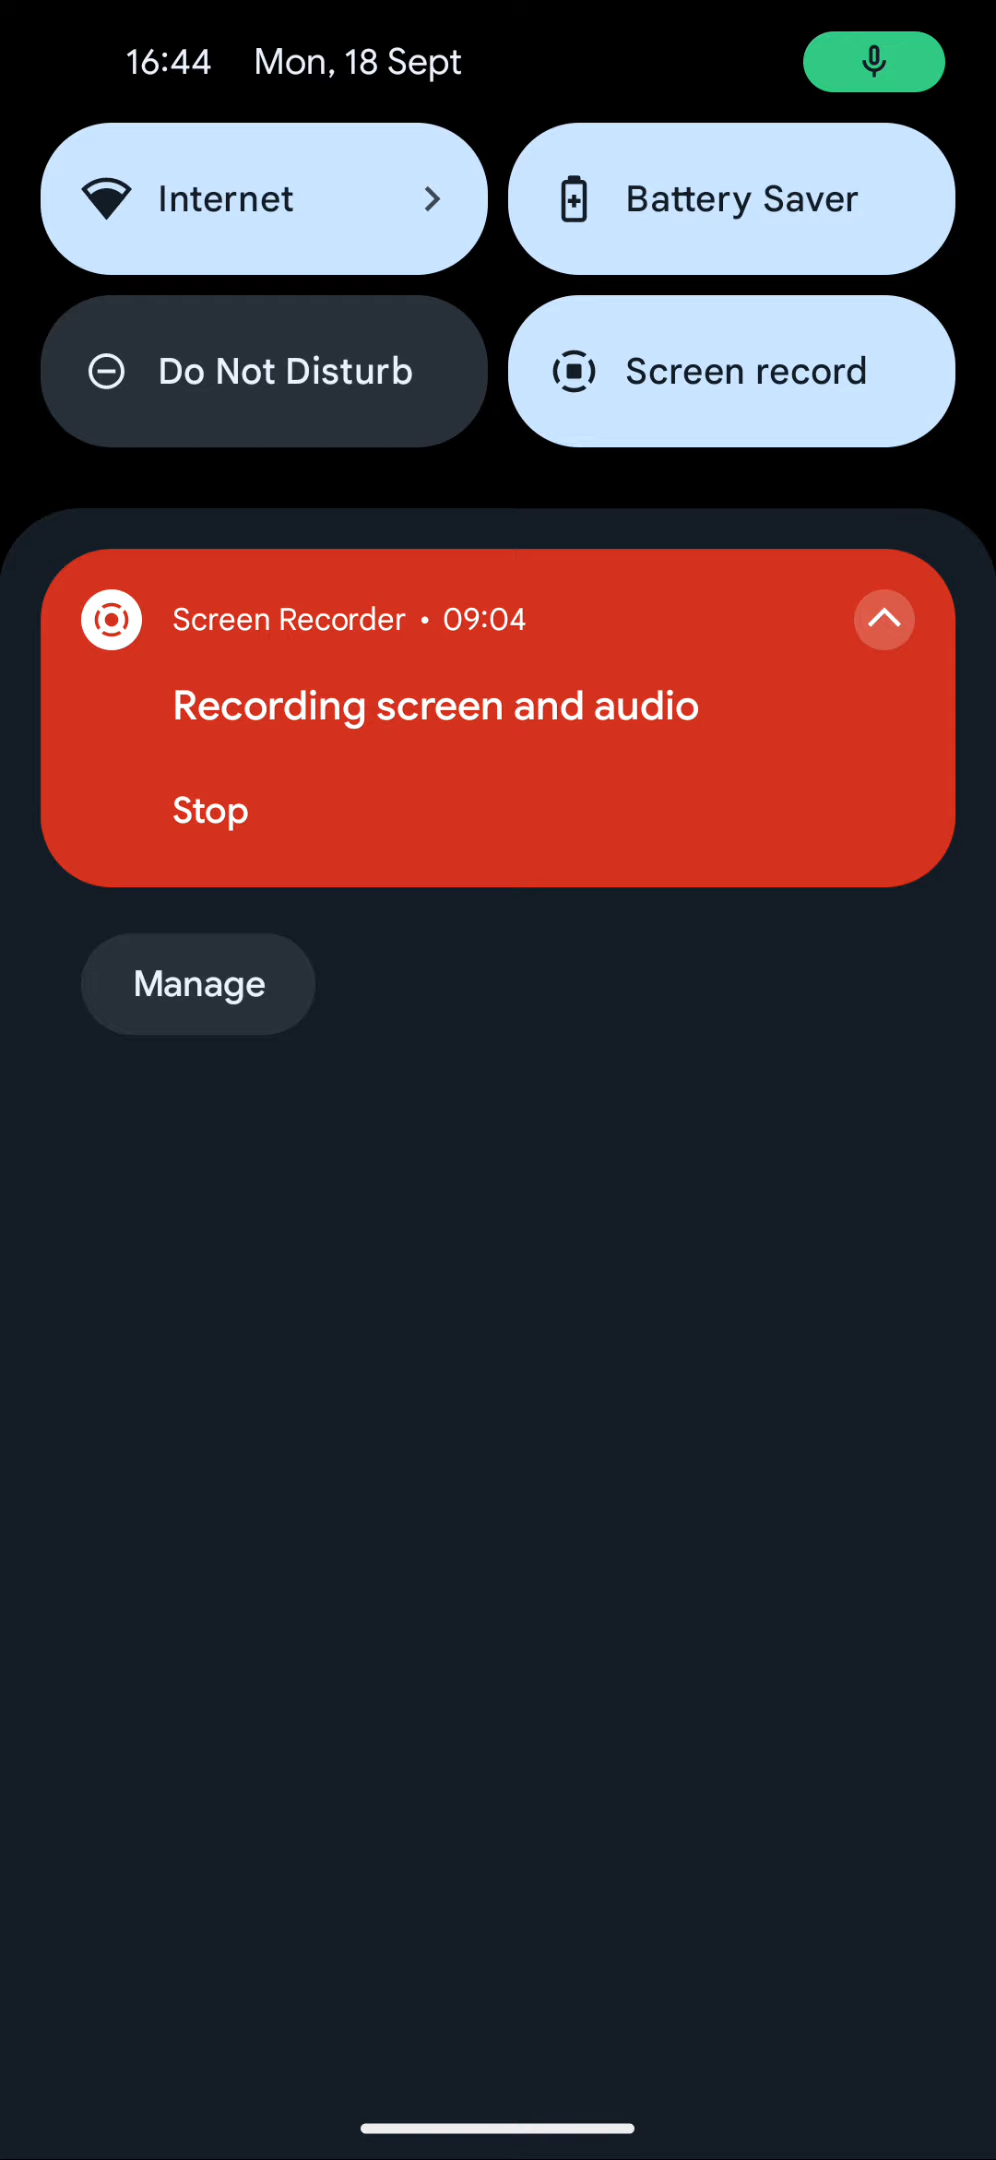 16:44 Mon, 18 Sept
Internet
Battery Saver
Do Not Disturb
Screen record
Screen Recorder • 09:04
Recording screen and audio
Stop
Manage